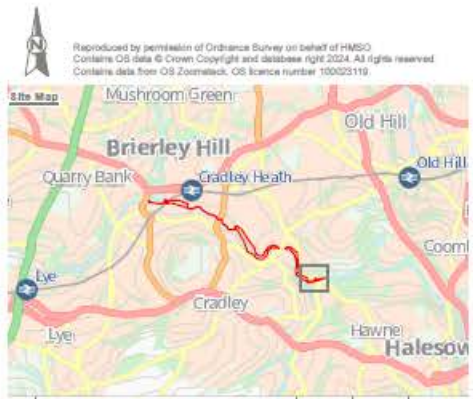 N
Reproduced by permission of Ordnance Survey on behalf of HMSO
Contains OS data © Crown Copyright and database right 2024. All rights reserved
Contains data from OS Zoomstack. OS licence number 100023119
Site Map
Mushroom Green
Old Hill
Brierley Hill
Quarry Bank
Cradley Heath
Old Hill
Lye
Coom
Cradley
Lye
Hawne
Halesow